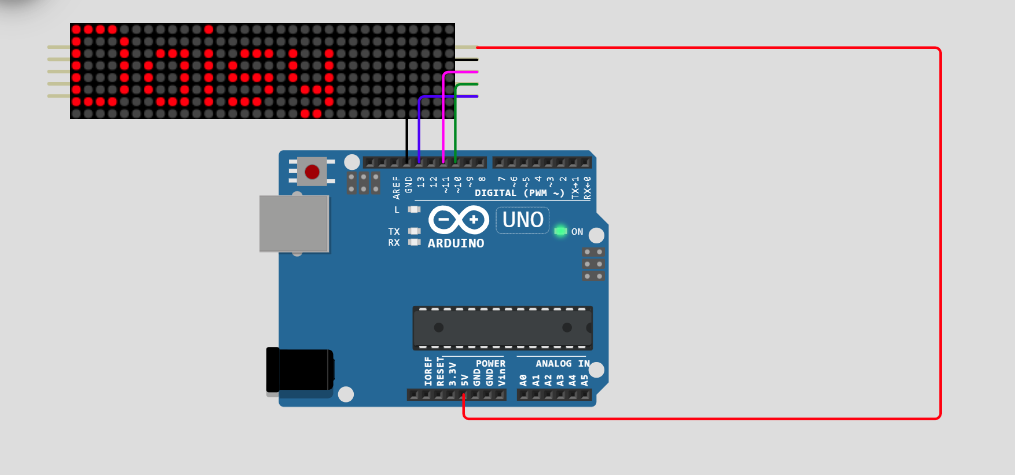 Daisy
AREF
GND
13
12
~11
~10
~9
8
7
~6
~5
4
~3
2
TX→1
RX←0
DIGITAL (PWM ~)
L
TX
RX
UNO
ARDUINO
ON
POWER
ANALOG IN
IOREF
RESET
3.3V
5V
GND
GND
Vin
A0
A1
A2
A3
A4
A5